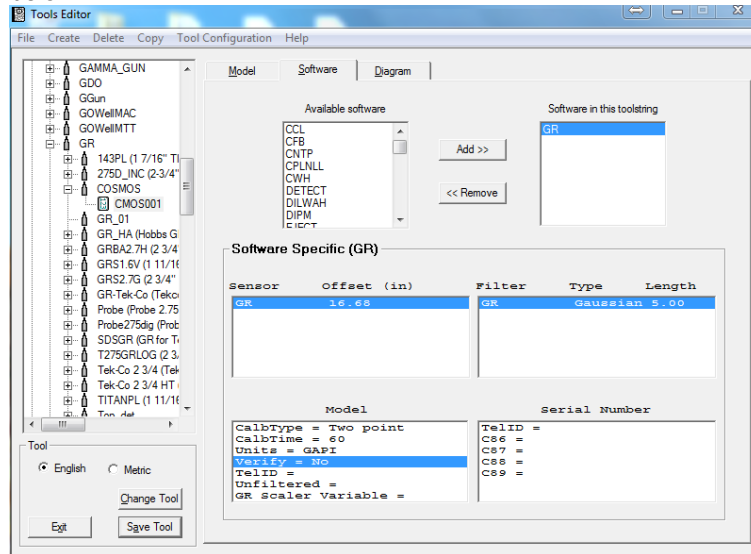 Tools Editor
File Create Delete Copy Tool Configuration Help
GAMMA_GUN
GDO
GGun
GOWellMAC
GOWellMTT
GR
143PL (1 7/16" TI
275D_INC (2-3/4"
COSMOS
CMOS001
GR_01
GR_HA (Hobbs G
GRBA2.7H (2 3/4
GRS1.6V (1 11/16
GRS2.7G (2 3/4"
GR-Tek-Co (Tekco
Probe (Probe 2.75
Probe275dig (Prob
SDSGR (GR for T
T275GRLOG (2 3/
Tek-Co 2 3/4 (Tek
Tek-Co 2 3/4 HT (
TITANPL (1 11/16
Top_det
Tool
English Metric
Change Tool
Exit Save Tool
Model Software Diagram
Available software
CCL
CFB
CNTP
CPLNLL
CWH
DETECT
DILWAH
DIPM
EJECT
Add >>
<< Remove
Software in this toolstring
GR
Software Specific (GR)
Sensor Offset (in)
GR 16.68
Filter Type Length
GR Gaussian 5.00
Model
CalbType = Two point
CalbTime = 60
Units = GAPI
Verify = No
TelID =
Unfiltered =
GR Scaler Variable =
Serial Number
TelID =
C86 =
C87 =
C88 =
C89 =